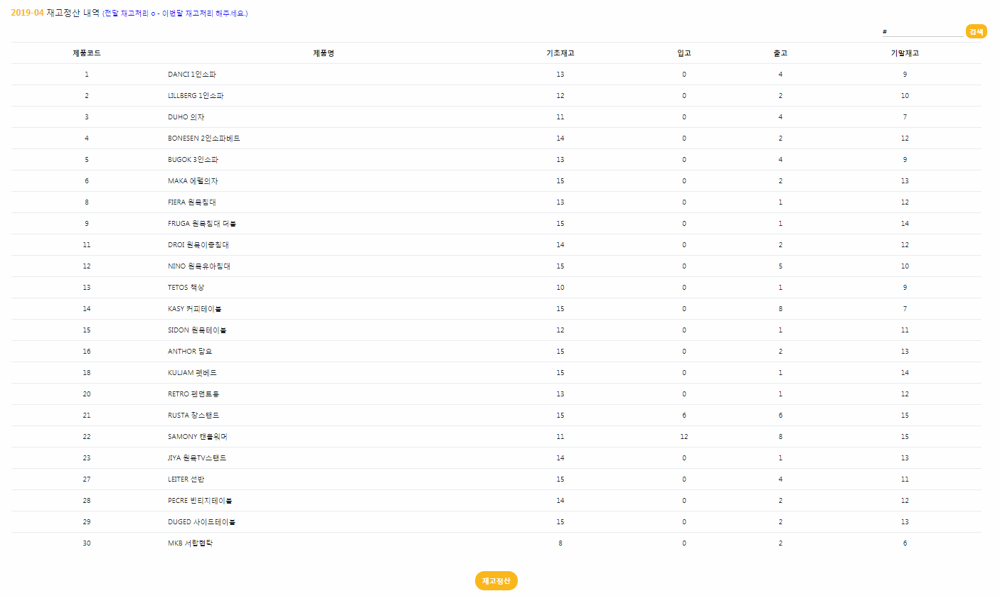 2019-04 재고정산 내역 (전달 재고처리 o - 이번달 재고처리 해주세요.)
# 검색
제품코드 제품명 기초재고 입고 출고 기말재고
1 DANCI 1인소파 13 0 4 9
2 LILLBERG 1인소파 12 0 2 10
3 DUHO 의자 11 0 4 7
4 BONESEN 2인소파베드 14 0 2 12
5 BUGOK 3인소파 13 0 4 9
6 MAKA 에펠의자 15 0 2 13
8 FIERA 원목침대 13 0 1 12
9 FRUGA 원목침대 더블 15 0 1 14
11 DROI 원목이층침대 14 0 2 12
12 NINO 원목유아침대 15 0 5 10
13 TETOS 책상 10 0 1 9
14 KASY 커피테이블 15 0 8 7
15 SIDON 원목테이블 12 0 1 11
16 ANTHOR 담요 15 0 2 13
18 KULJAM 펫베드 15 0 1 14
20 RETRO 펜던트등 13 0 1 12
21 RUSTA 장스탠드 15 6 6 15
22 SAMONY 캔들워머 11 12 8 15
23 JIYA 원목TV스탠드 14 0 1 13
27 LEITER 선반 15 0 4 11
28 PECRE 빈티지테이블 14 0 2 12
29 DUGED 사이드테이블 15 0 2 13
30 MKB 서랍협탁 8 0 2 6
재고정산